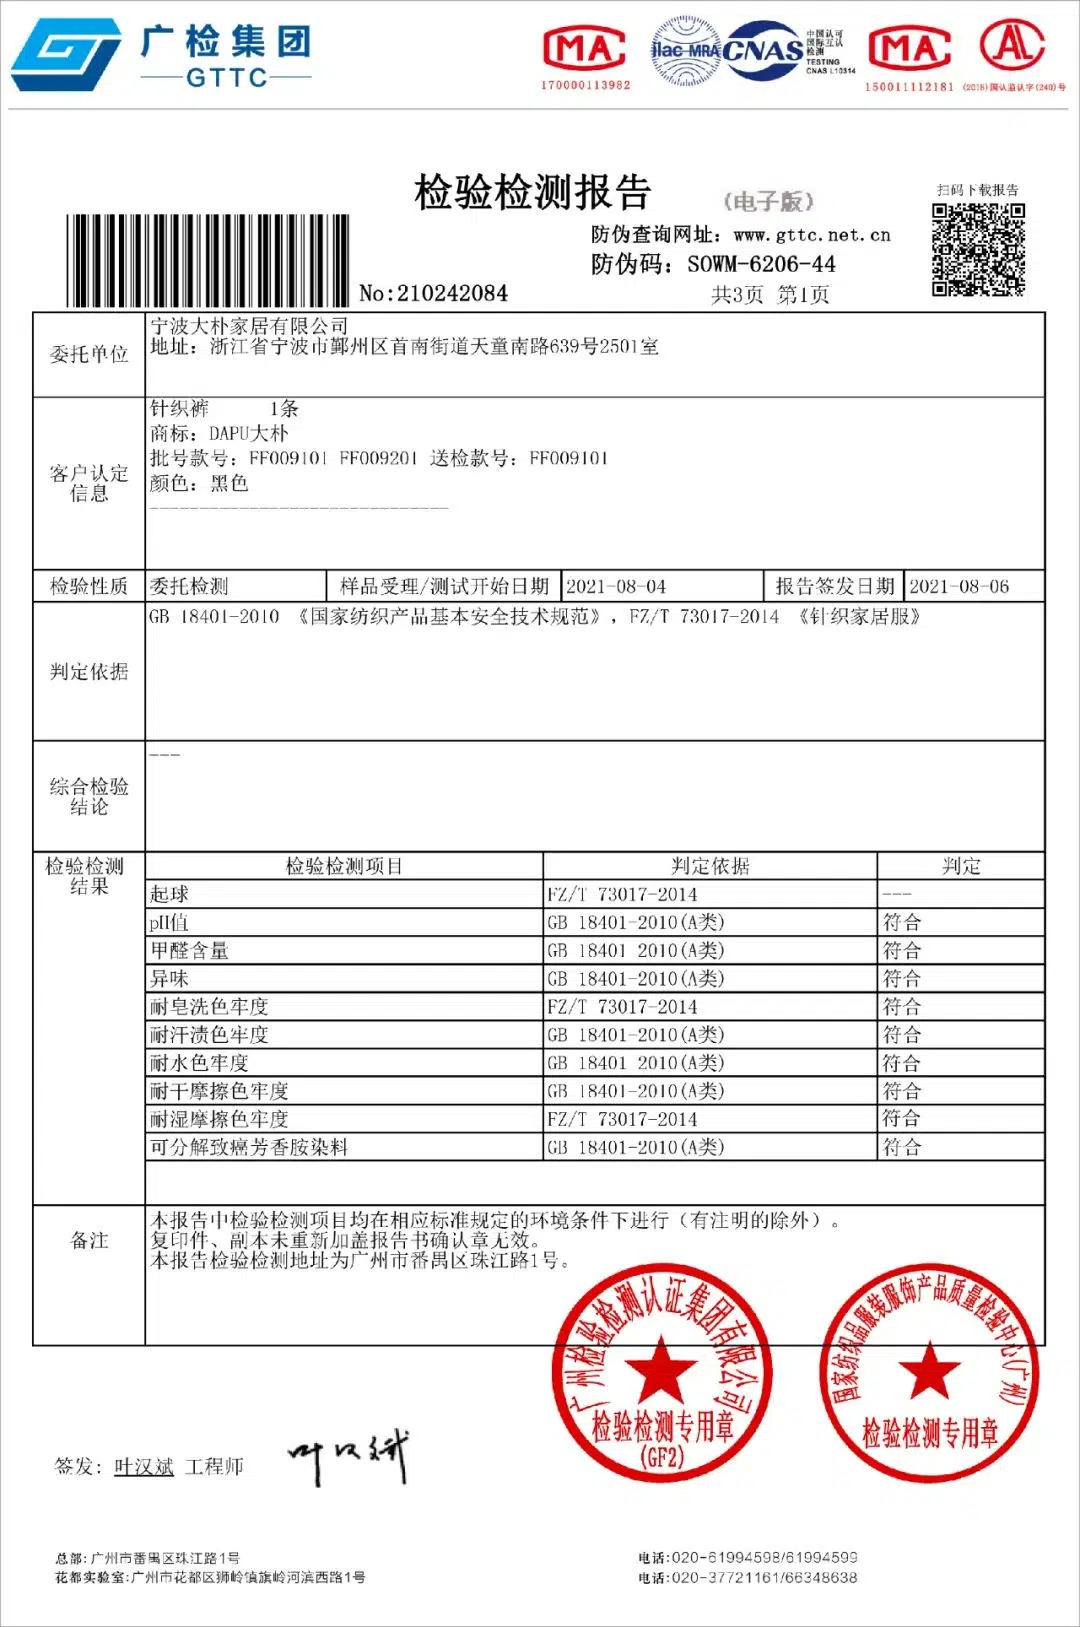 广检集团
GTTC
MA
170000113982
ilac-MRA
CNAS
中国认可
国际互认
检测
TESTING
CNAS L10314
MA
150011112181
AL
(2018)国认监认字(240)号
检验检测报告
(电子版)
扫码下载报告
防伪查询网址：www.gttc.net.cn
防伪码：SOWM-6206-44
No:210242084
共3页 第1页
委托单位
宁波大朴家居有限公司
地址：浙江省宁波市鄞州区首南街道天童南路639号2501室
客户认定
信息
针织裤 1条
商标：DAPU大朴
批号款号：FF009101 FF009201 送检款号：FF009101
颜色：黑色
------------------------------
检验性质 委托检测 样品受理/测试开始日期 2021-08-04 报告签发日期 2021-08-06
判定依据
GB 18401-2010 《国家纺织产品基本安全技术规范》，FZ/T 73017-2014 《针织家居服》
综合检验
结论
---
检验检测
结果
检验检测项目 判定依据 判定
起球 FZ/T 73017-2014 ---
pH值 GB 18401-2010(A类) 符合
甲醛含量 GB 18401-2010(A类) 符合
异味 GB 18401-2010(A类) 符合
耐皂洗色牢度 FZ/T 73017-2014 符合
耐汗渍色牢度 GB 18401-2010(A类) 符合
耐水色牢度 GB 18401-2010(A类) 符合
耐干摩擦色牢度 GB 18401-2010(A类) 符合
耐湿摩擦色牢度 FZ/T 73017-2014 符合
可分解致癌芳香胺染料 GB 18401-2010(A类) 符合
备注
本报告中检验检测项目均在相应标准规定的环境条件下进行（有注明的除外）。
复印件、副本未重新加盖报告书确认章无效。
本报告检验检测地址为广州市番禺区珠江路1号。
广州检验检测认证集团有限公司
检验检测专用章
(GF2)
国家纺织品服装服饰产品质量检验中心(广州)
检验检测专用章
签发：叶汉斌 工程师
叶汉斌
总部:广州市番禺区珠江路1号
花都实验室:广州市花都区狮岭镇旗岭河滨西路1号
电话:020-61994598/61994599
电话:020-37721161/66348638